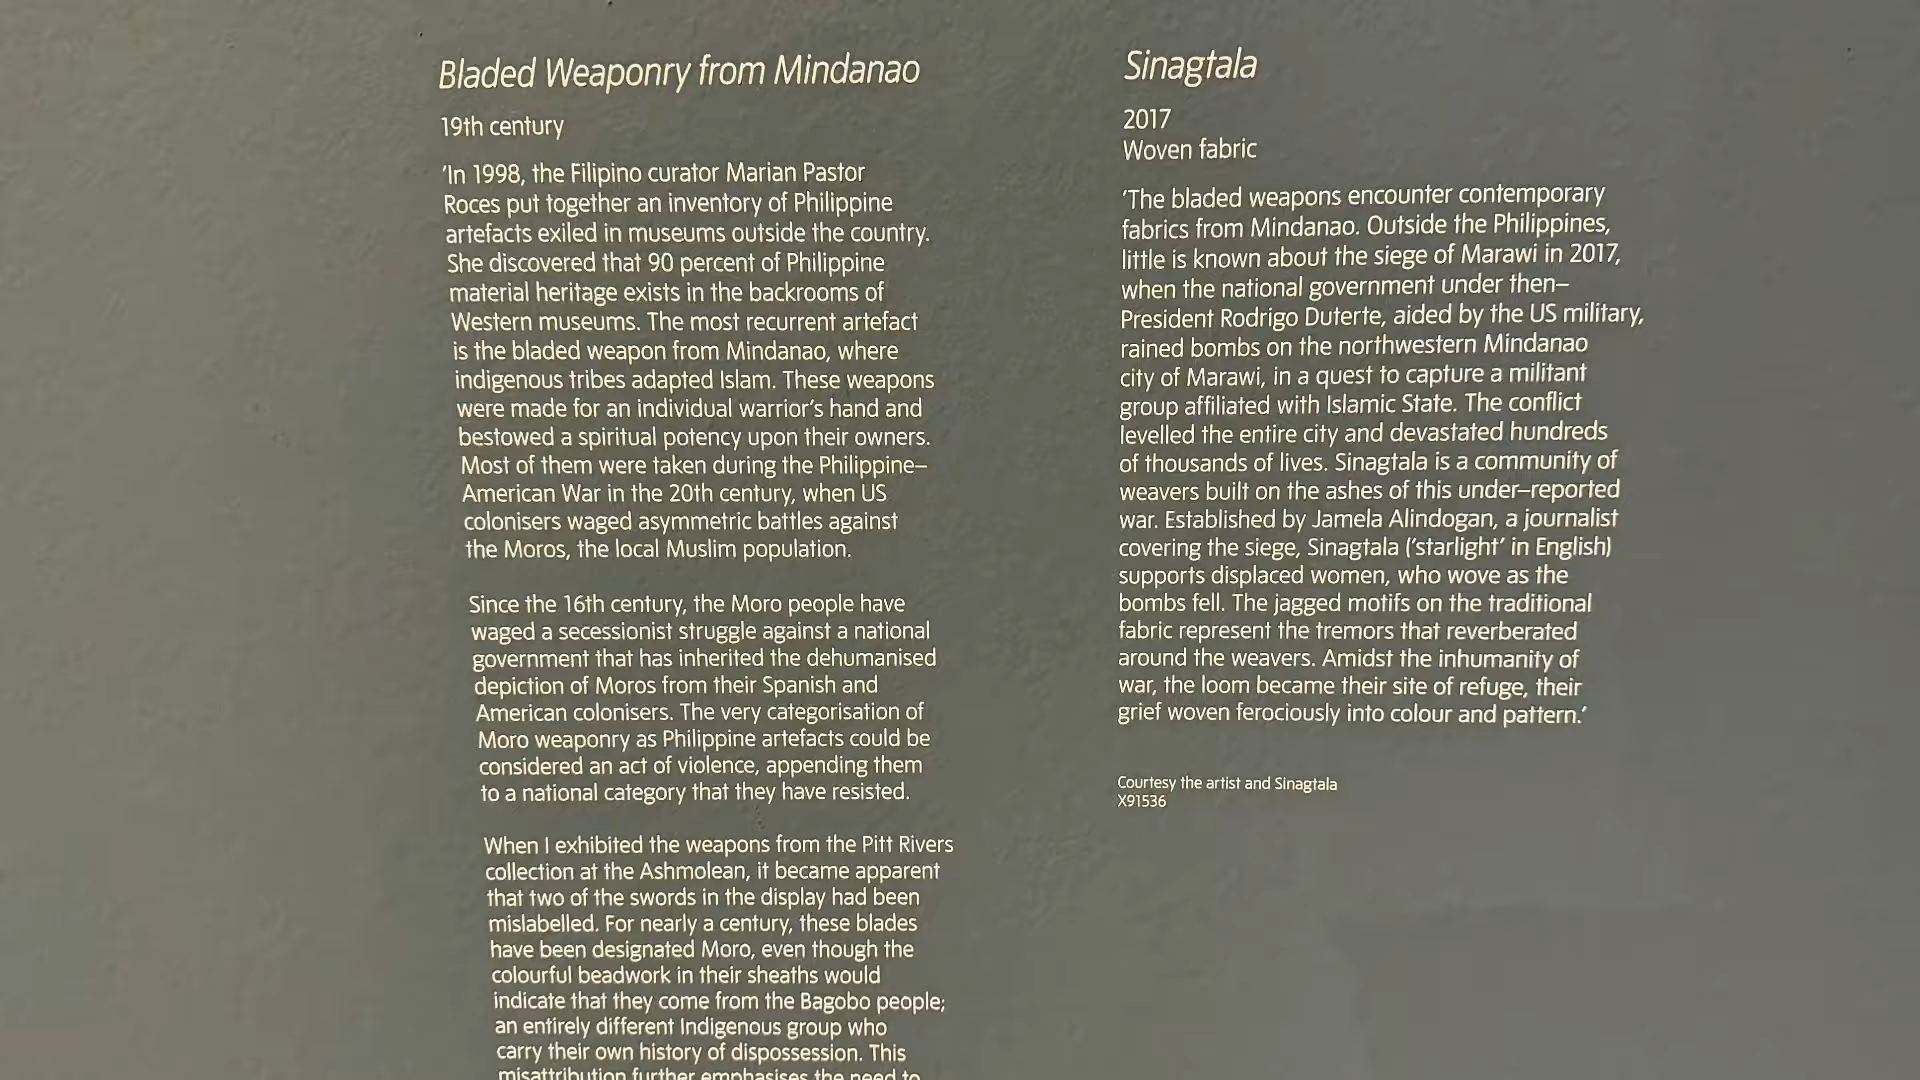 Bladed Weaponry from Mindanao
19th century
‘In 1998, the Filipino curator Marian Pastor
Roces put together an inventory of Philippine
artefacts exiled in museums outside the country.
She discovered that 90 percent of Philippine
material heritage exists in the backrooms of
Western museums. The most recurrent artefact
is the bladed weapon from Mindanao, where
indigenous tribes adapted Islam. These weapons
were made for an individual warrior’s hand and
bestowed a spiritual potency upon their owners.
Most of them were taken during the Philippine–
American War in the 20th century, when US
colonisers waged asymmetric battles against
the Moros, the local Muslim population.
Since the 16th century, the Moro people have
waged a secessionist struggle against a national
government that has inherited the dehumanised
depiction of Moros from their Spanish and
American colonisers. The very categorisation of
Moro weaponry as Philippine artefacts could be
considered an act of violence, appending them
to a national category that they have resisted.
When I exhibited the weapons from the Pitt Rivers
collection at the Ashmolean, it became apparent
that two of the swords in the display had been
mislabelled. For nearly a century, these blades
have been designated Moro, even though the
colourful beadwork in their sheaths would
indicate that they come from the Bagobo people;
an entirely different Indigenous group who
carry their own history of dispossession. This
misattribution further emphasises the need to
Sinagtala
2017
Woven fabric
‘The bladed weapons encounter contemporary
fabrics from Mindanao. Outside the Philippines,
little is known about the siege of Marawi in 2017,
when the national government under then–
President Rodrigo Duterte, aided by the US military,
rained bombs on the northwestern Mindanao
city of Marawi, in a quest to capture a militant
group affiliated with Islamic State. The conflict
levelled the entire city and devastated hundreds
of thousands of lives. Sinagtala is a community of
weavers built on the ashes of this under–reported
war. Established by Jamela Alindogan, a journalist
covering the siege, Sinagtala (‘starlight’ in English)
supports displaced women, who wove as the
bombs fell. The jagged motifs on the traditional
fabric represent the tremors that reverberated
around the weavers. Amidst the inhumanity of
war, the loom became their site of refuge, their
grief woven ferociously into colour and pattern.’
Courtesy the artist and Sinagtala
X91536